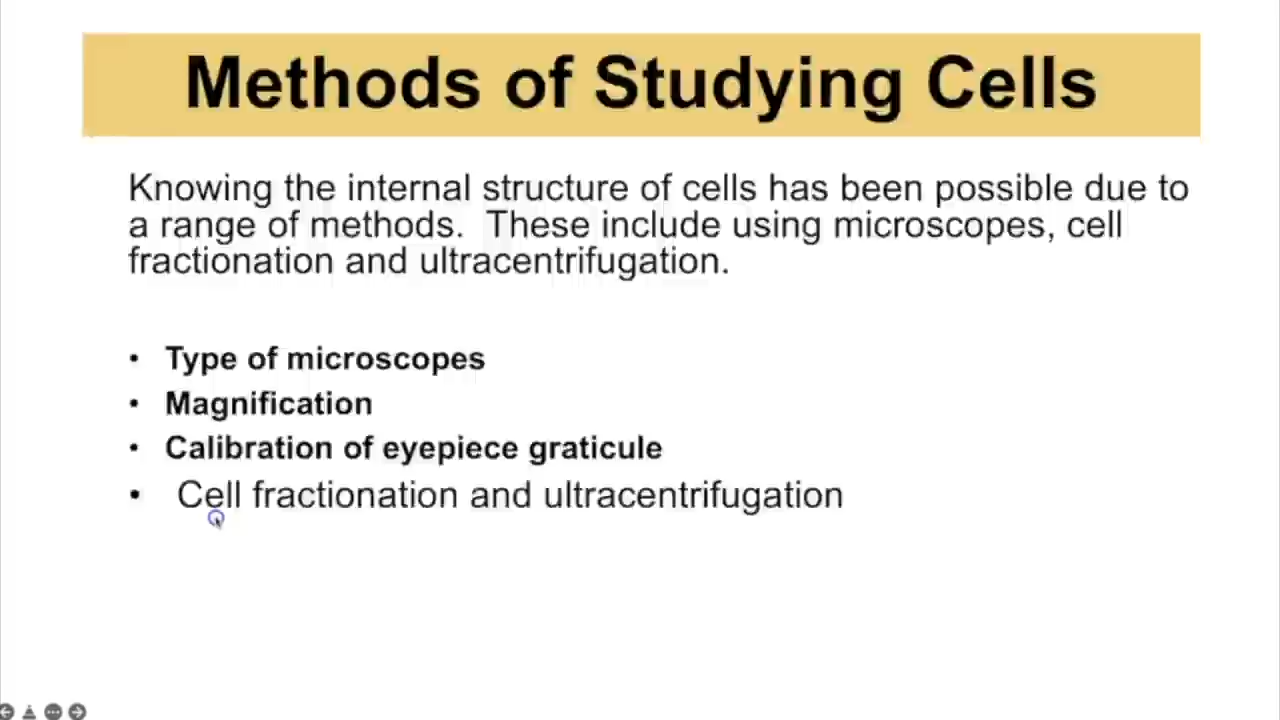 Methods of Studying Cells
Knowing the internal structure of cells has been possible due to
a range of methods.  These include using microscopes, cell
fractionation and ultracentrifugation.
• Type of microscopes
• Magnification
• Calibration of eyepiece graticule
• Cell fractionation and ultracentrifugation